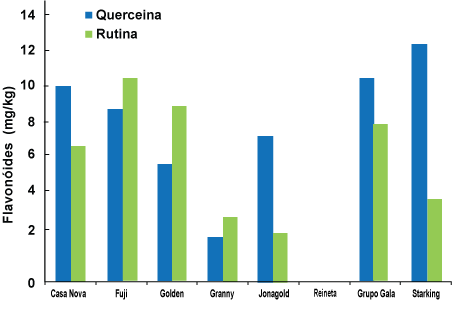 Flavonóides (mg/kg)
14
12
10
8
6
4
2
0
Querceina
Rutina
Casa Nova Fuji Golden Granny Jonagold Reineta Grupo Gala Starking